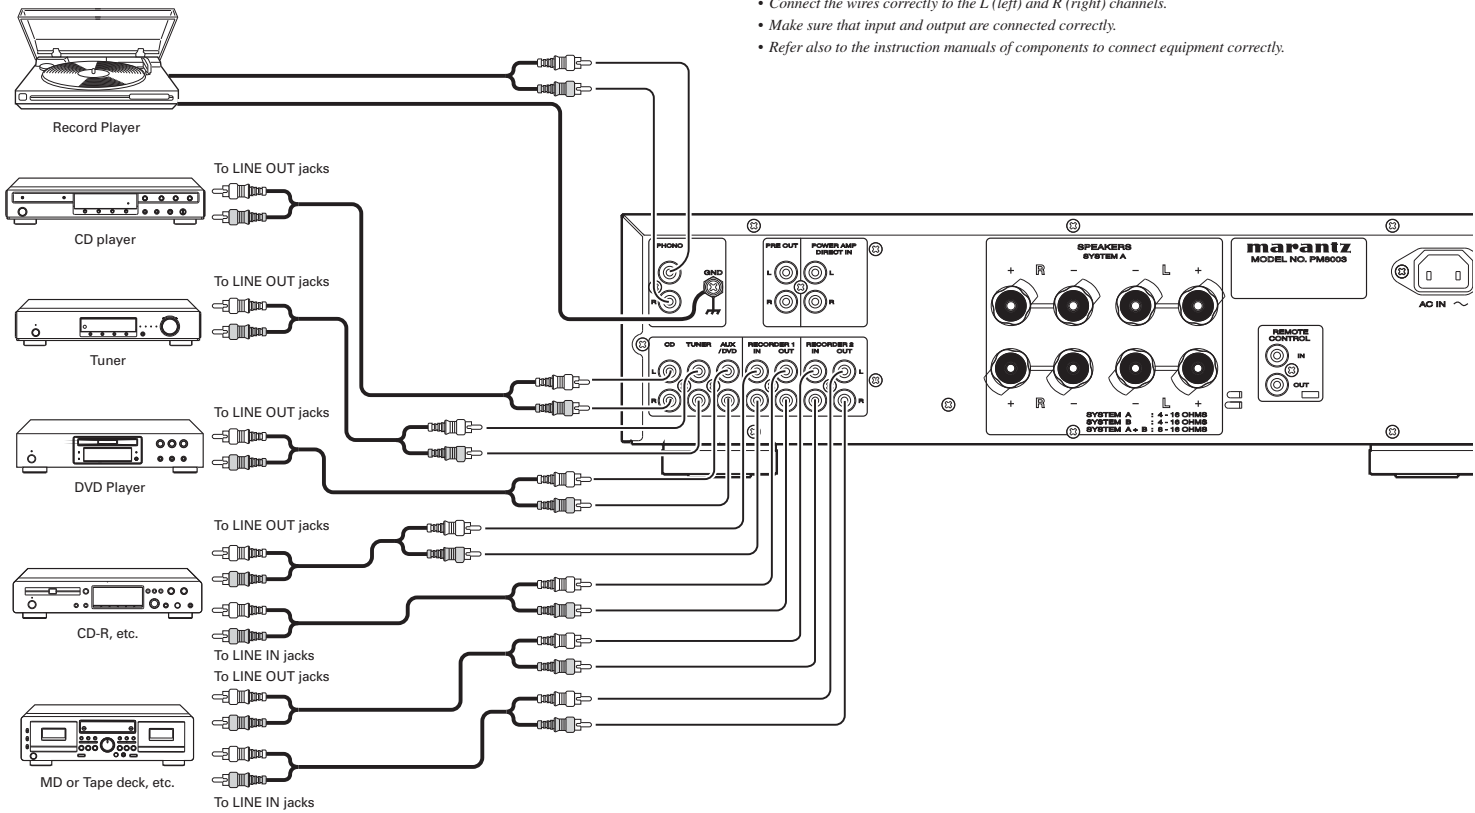 • Connect the wires correctly to the L (left) and R (right) channels.
• Make sure that input and output are connected correctly.
• Refer also to the instruction manuals of components to connect equipment correctly.
Record Player
To LINE OUT jacks
CD player
To LINE OUT jacks
Tuner
To LINE OUT jacks
DVD Player
To LINE OUT jacks
CD-R, etc.
To LINE IN jacks
To LINE OUT jacks
MD or Tape deck, etc.
To LINE IN jacks
PHONO
GND
R
PRE OUT
POWER AMP
DIRECT IN
L
L
R
R
CD
TUNER
AUX
/DVD
RECORDER 1
IN
OUT
RECORDER 2
IN
OUT
L
L
R
R
SPEAKERS
SYSTEM A
+ R − − L +
+ R − − L +
SYSTEM A : 4 - 16 OHMS
SYSTEM B : 4 - 16 OHMS
SYSTEM A + B : 8 - 16 OHMS
marantz
MODEL NO. PM8003
REMOTE
CONTROL
IN
OUT
AC IN ~